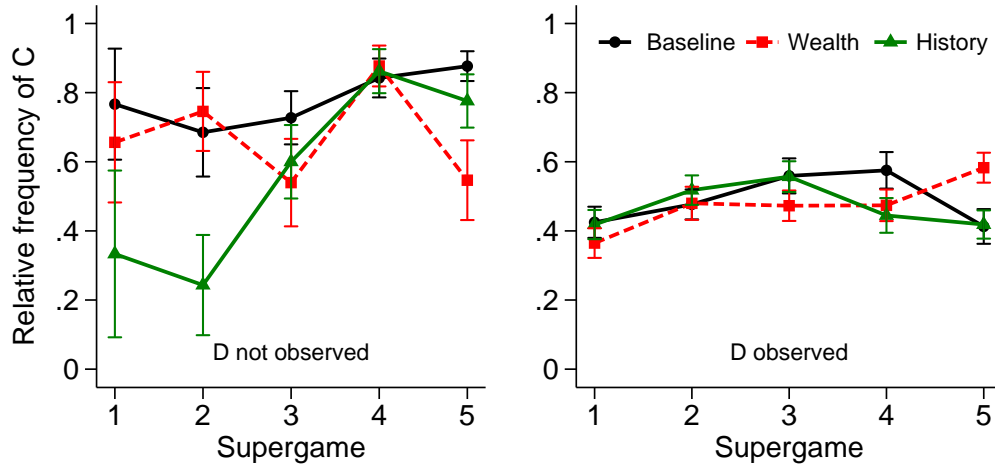 Relative frequency of C
1
.8
.6
.4
.2
0
D not observed
1 2 3 4 5
Supergame
Baseline Wealth History
1
.8
.6
.4
.2
0
D observed
1 2 3 4 5
Supergame